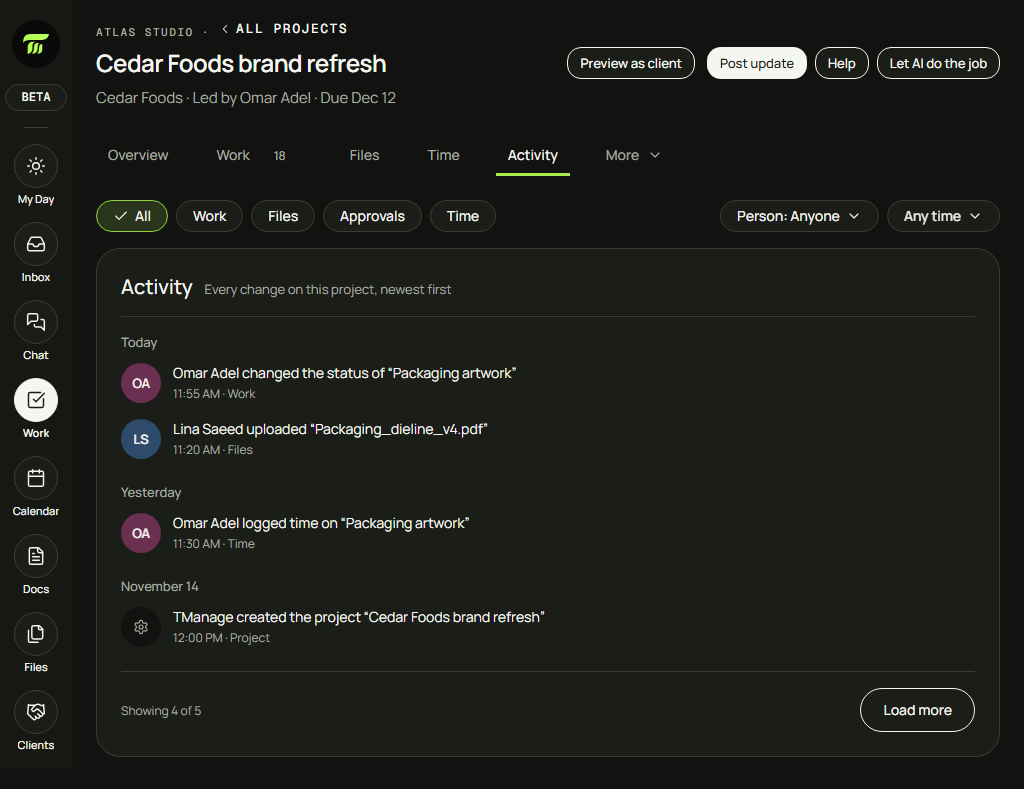 ATLAS STUDIO · ALL PROJECTS
Cedar Foods brand refresh
Cedar Foods · Led by Omar Adel · Due Dec 12
Preview as client
Post update
Help
Let AI do the job
BETA
My Day
Inbox
Chat
Work
Calendar
Docs
Files
Clients
Overview
Work 18
Files
Time
Activity
More
All
Work
Files
Approvals
Time
Person: Anyone
Any time
Activity Every change on this project, newest first
Today
OA
Omar Adel changed the status of “Packaging artwork”
11:55 AM · Work
LS
Lina Saeed uploaded “Packaging_dieline_v4.pdf”
11:20 AM · Files
Yesterday
OA
Omar Adel logged time on “Packaging artwork”
11:30 AM · Time
November 14
TManage created the project “Cedar Foods brand refresh”
12:00 PM · Project
Showing 4 of 5
Load more